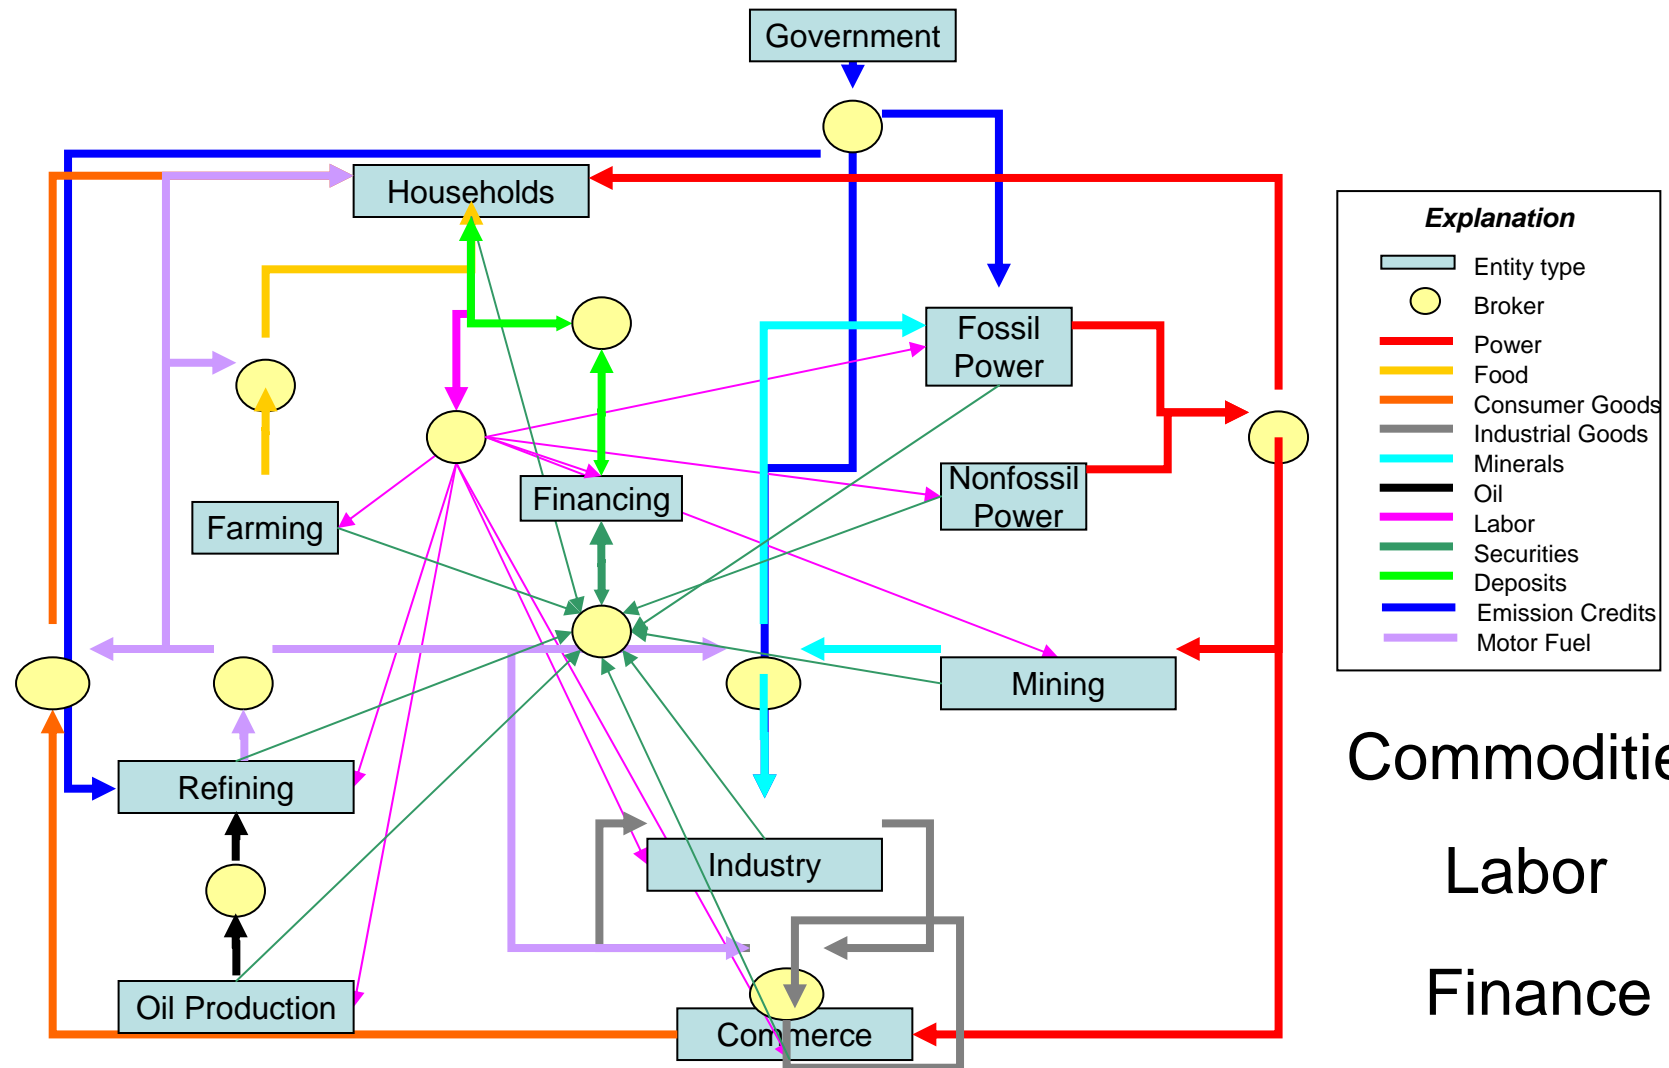 Government
Households
Fossil
Power
Nonfossil
Power
Financing
Farming
Mining
Refining
Industry
Oil Production
Commerce
Explanation
Entity type
Broker
Power
Food
Consumer Goods
Industrial Goods
Minerals
Oil
Labor
Securities
Deposits
Emission Credits
Motor Fuel
Commoditie
Labor
Finance